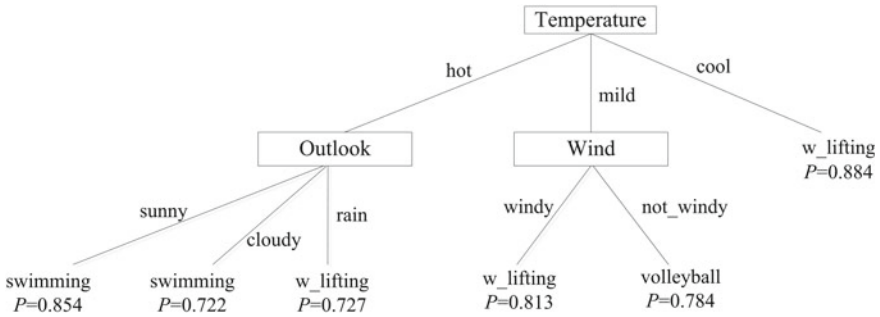 Temperature
hot
mild
cool
Outlook
Wind
w_lifting
P=0.884
sunny
cloudy
rain
windy
not_windy
swimming
P=0.854
swimming
P=0.722
w_lifting
P=0.727
w_lifting
P=0.813
volleyball
P=0.784